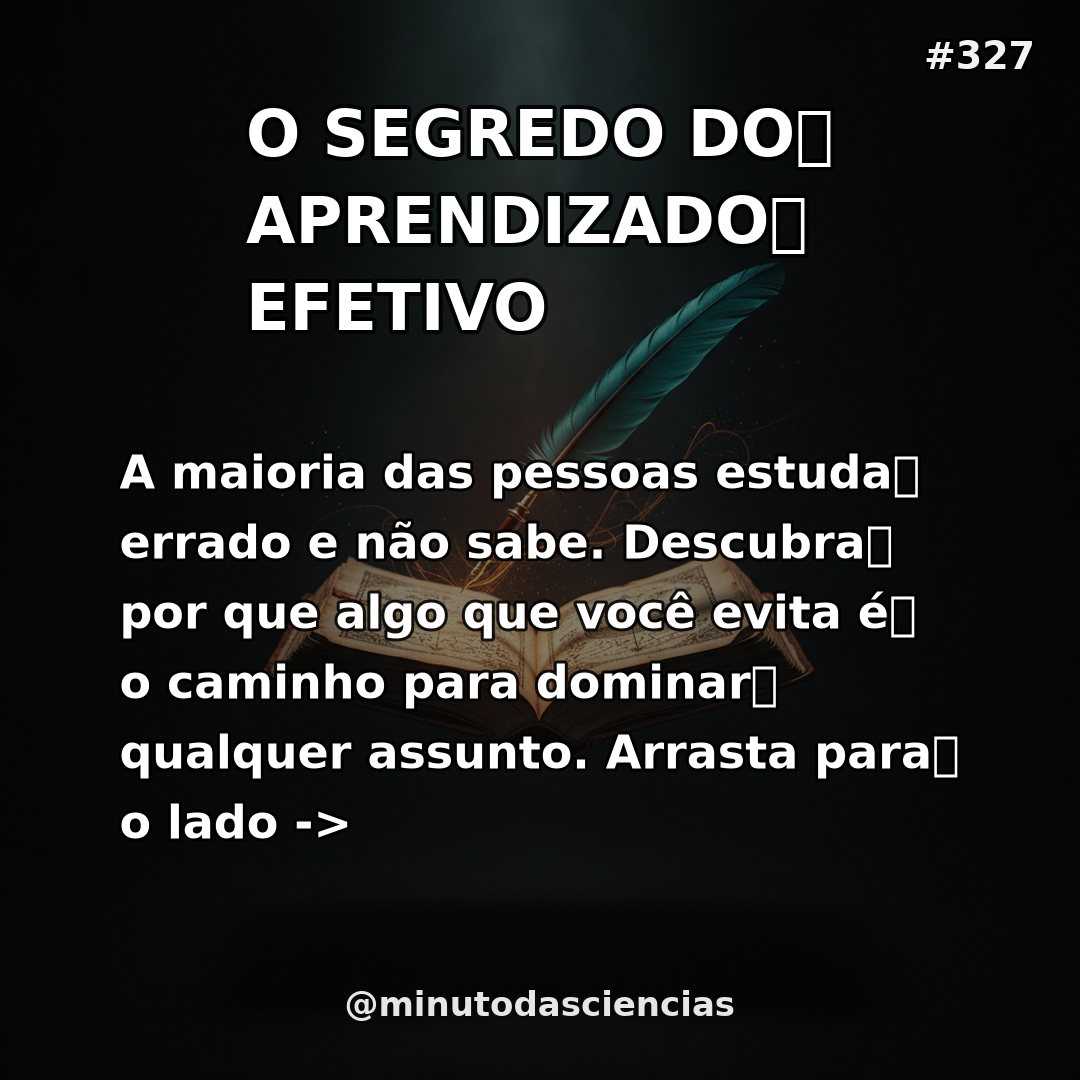 #327
O SEGREDO DO
APRENDIZADO
EFETIVO
A maioria das pessoas estuda
errado e não sabe. Descubra
por que algo que você evita é
o caminho para dominar
qualquer assunto. Arrasta para
o lado ->
@minutodasciencias